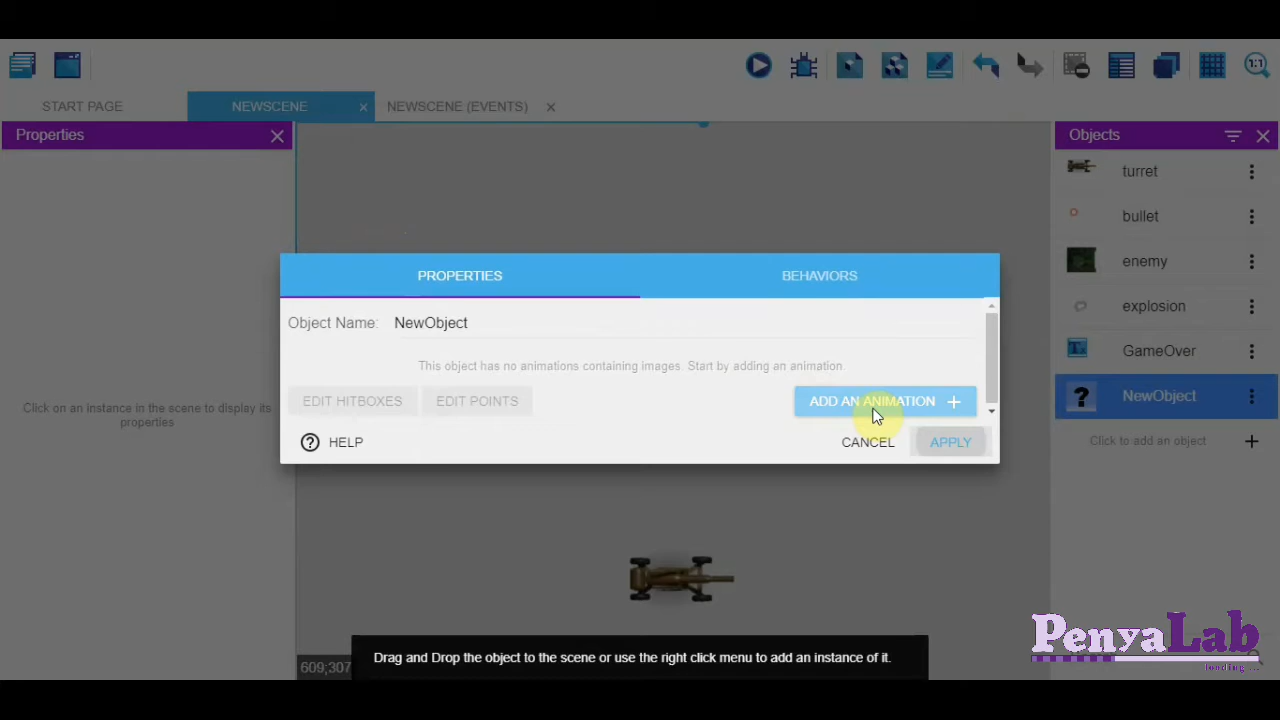 1:1
START PAGE
NEWSCENE ×
NEWSCENE (EVENTS) ×
Properties
Objects
turret
bullet
enemy
explosion
GameOver
NewObject
Click to add an object +
Click on an instance in the scene to display its
properties
PROPERTIES
BEHAVIORS
Object Name: NewObject
This object has no animations containing images. Start by adding an animation
EDIT HITBOXES
EDIT POINTS
ADD AN ANIMATION +
? HELP
CANCEL
APPLY
609;307
Drag and Drop the object to the scene or use the right click menu to add an instance of it.
PenyaLab
loading ...